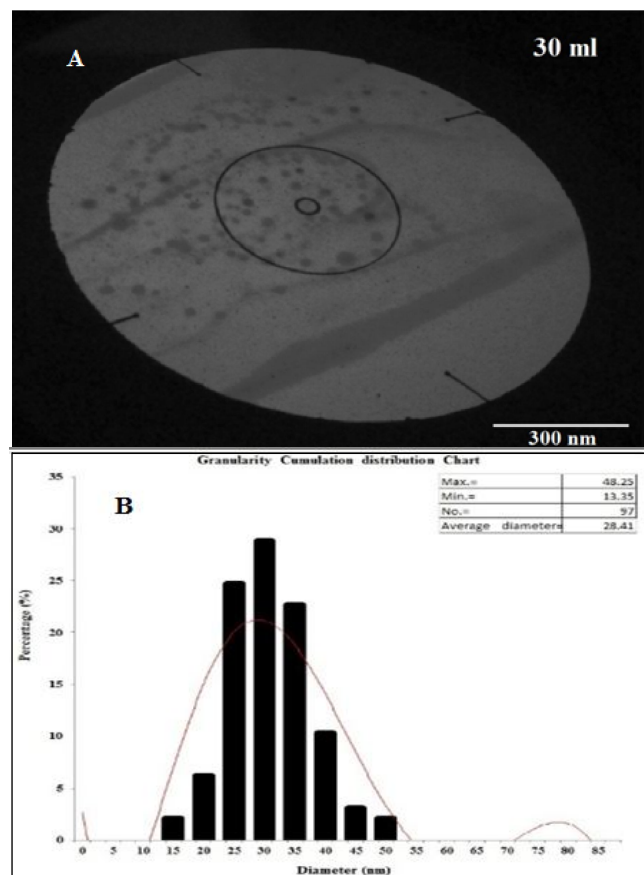 A
30 ml
300 nm
Granularity Cumulation distribution Chart
B
Max.= 48.25
Min.= 13.35
No.= 97
Average diameter= 28.41
35
30
25
20
15
10
5
0
Percentage (%)
0 5 10 15 20 25 30 35 40 45 50 55 60 65 70 75 80 85
Diameter (nm)